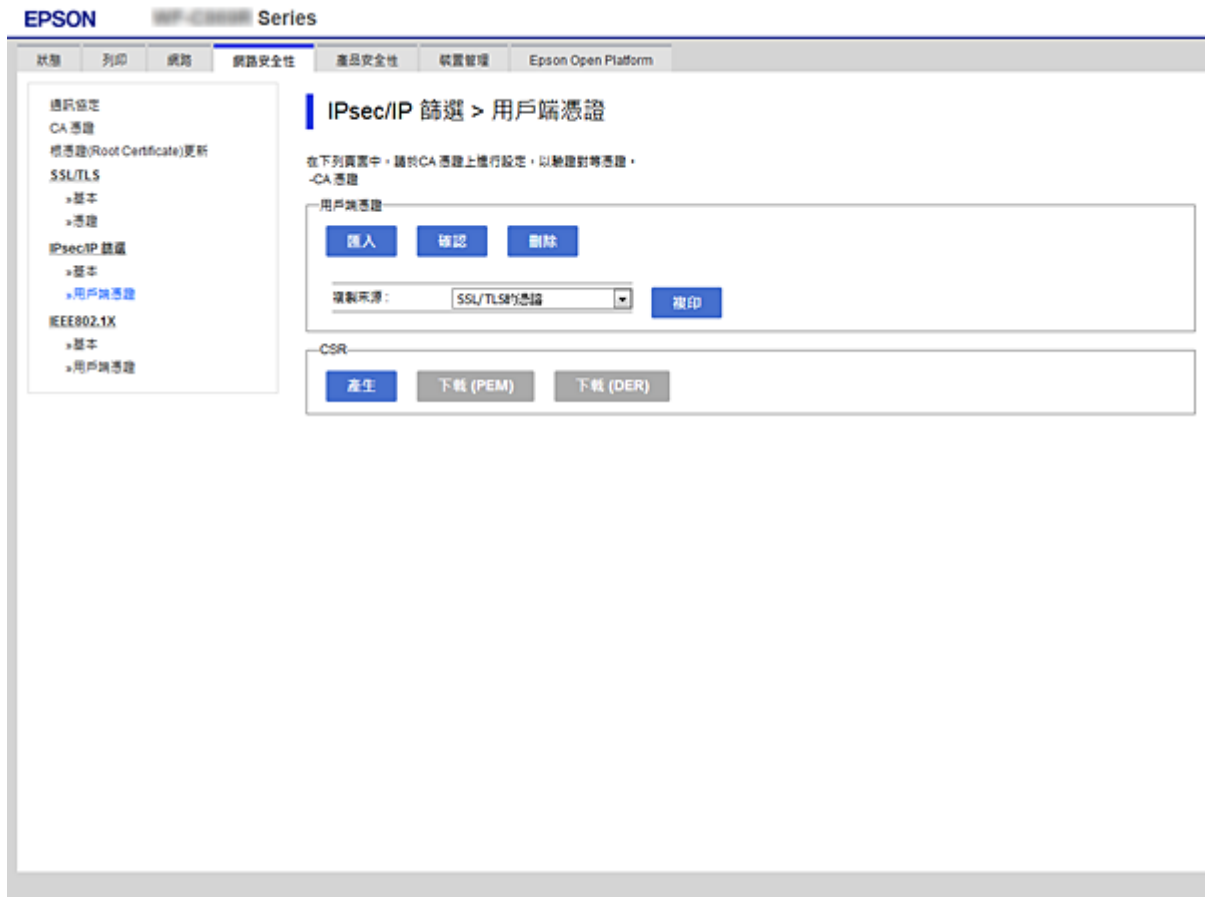 EPSON Series
狀態 列印 網路 網路安全性 產品安全性 裝置管理 Epson Open Platform
通訊協定
CA 憑證
根憑證(Root Certificate)更新
SSL/TLS
»基本
»憑證
IPsec/IP 篩選
»基本
»用戶端憑證
IEEE802.1X
»基本
»用戶端憑證
IPsec/IP 篩選 > 用戶端憑證
在下列頁面中，請於CA 憑證上進行設定，以驗證對等憑證。
-CA 憑證
用戶端憑證
匯入 確認 刪除
複製來源 : SSL/TLS的憑證 複印
CSR
產生 下載 (PEM) 下載 (DER)